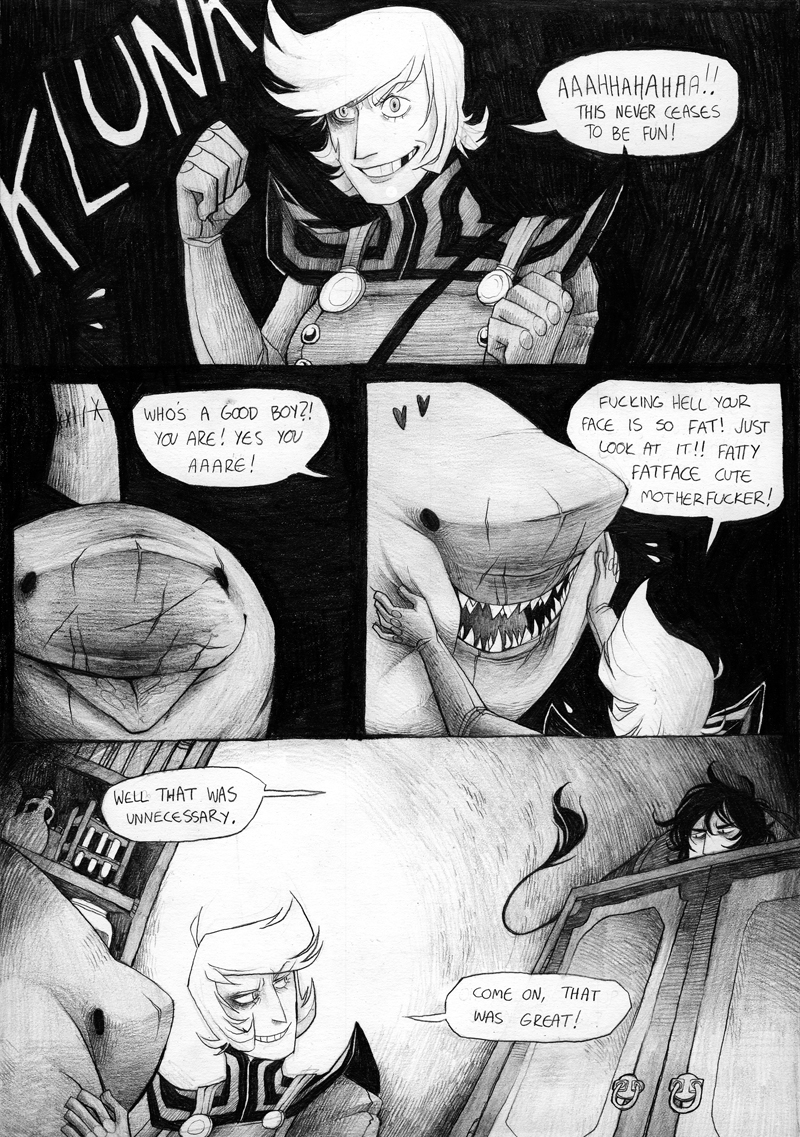 KLUNK
AAAHHAHAHAA!!
THIS NEVER CEASES
TO BE FUN!
WHO'S A GOOD BOY?!
YOU ARE! YES YOU
AAARE!
FUCKING HELL YOUR
FACE IS SO FAT! JUST
LOOK AT IT!! FATTY
FATFACE CUTE
MOTHERFUCKER!
WELL THAT WAS
UNNECESSARY.
COME ON, THAT
WAS GREAT!